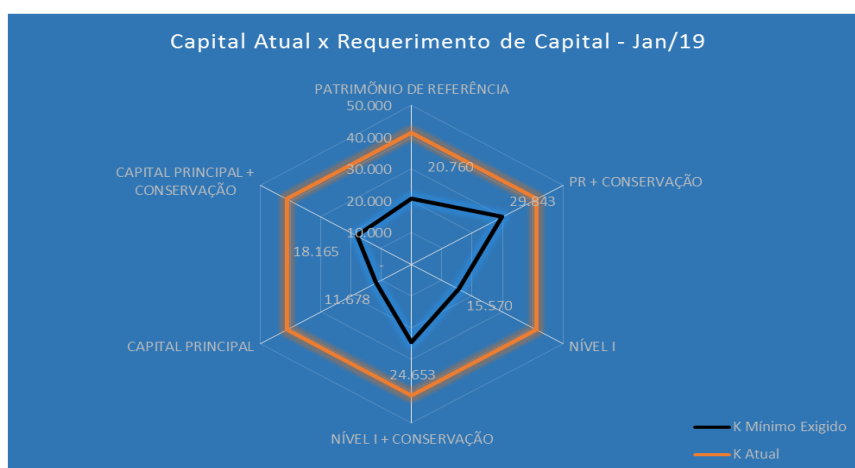 Capital Atual x Requerimento de Capital - Jan/19
PATRIMÔNIO DE REFERÊNCIA
50.000
40.000
30.000
20.000
10.000
-
20.760
PR + CONSERVAÇÃO
29.843
15.570
NÍVEL I
24.653
NÍVEL I + CONSERVAÇÃO
11.678
CAPITAL PRINCIPAL
18.165
CAPITAL PRINCIPAL +
CONSERVAÇÃO
K Mínimo Exigido
K Atual